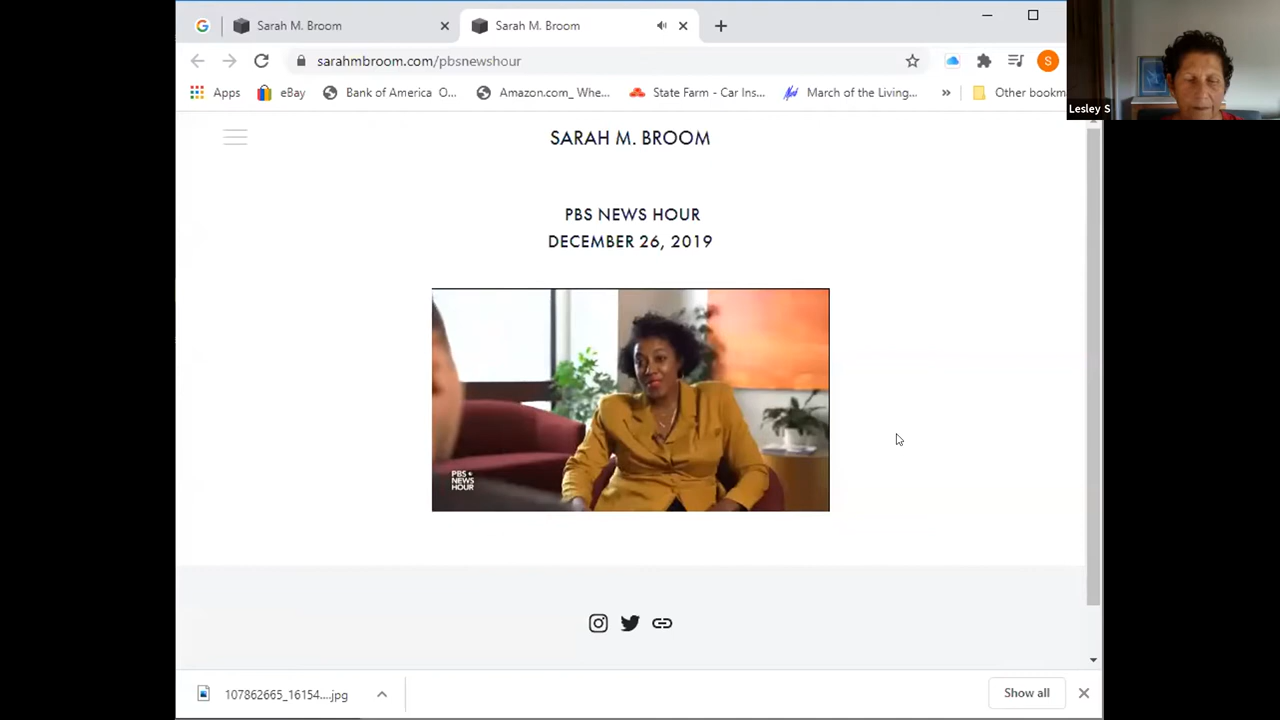 Sarah M. Broom
Sarah M. Broom
sarahmbroom.com/pbsnewshour
Apps
eBay
Bank of America O...
Amazon.com_ Whe...
State Farm - Car Ins...
March of the Living...
»
Other bookm
S
Lesley S
SARAH M. BROOM
PBS NEWS HOUR
DECEMBER 26, 2019
PBS
NEWS
HOUR
107862665_16154....jpg
Show all